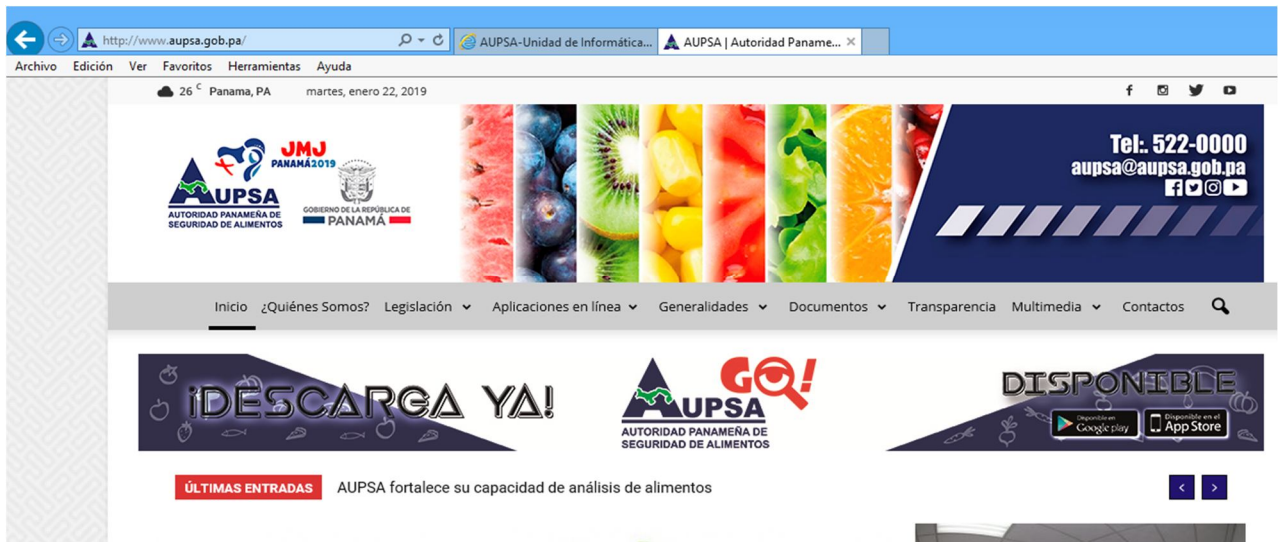 http://www.aupsa.gob.pa/
AUPSA-Unidad de Informática...
AUPSA | Autoridad Paname...
Archivo Edición Ver Favoritos Herramientas Ayuda
26 C Panama, PA martes, enero 22, 2019
JMJ
PANAMÁ2019
AUPSA
AUTORIDAD PANAMEÑA DE
SEGURIDAD DE ALIMENTOS
GOBIERNO DE LA REPÚBLICA DE
PANAMÁ
Tel:. 522-0000
aupsa@aupsa.gob.pa
Inicio ¿Quiénes Somos? Legislación Aplicaciones en línea Generalidades Documentos Transparencia Multimedia Contactos
¡DESCARGA YA!
GO!
AUPSA
AUTORIDAD PANAMEÑA DE
SEGURIDAD DE ALIMENTOS
DISPONIBLE
Disponible en
Google play
Disponible en el
App Store
ÚLTIMAS ENTRADAS AUPSA fortalece su capacidad de análisis de alimentos